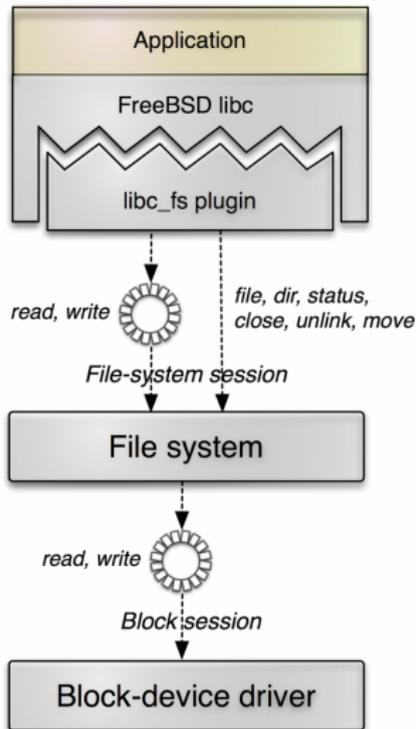 Application
FreeBSD libc
libc_fs plugin
read, write
file, dir, status,
close, unlink, move
File-system session
File system
read, write
Block session
Block-device driver